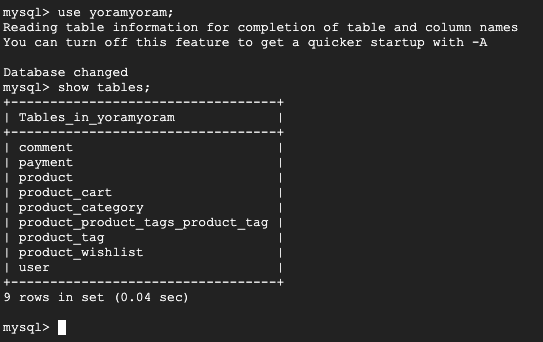 mysql> use yoramyoram;
Reading table information for completion of table and column names
You can turn off this feature to get a quicker startup with -A
Database changed
mysql> show tables;
+----------------------------------+
| Tables_in_yoramyoram             |
+----------------------------------+
| comment                          |
| payment                          |
| product                          |
| product_cart                     |
| product_category                 |
| product_product_tags_product_tag |
| product_tag                      |
| product_wishlist                 |
| user                             |
+----------------------------------+
9 rows in set (0.04 sec)
mysql>